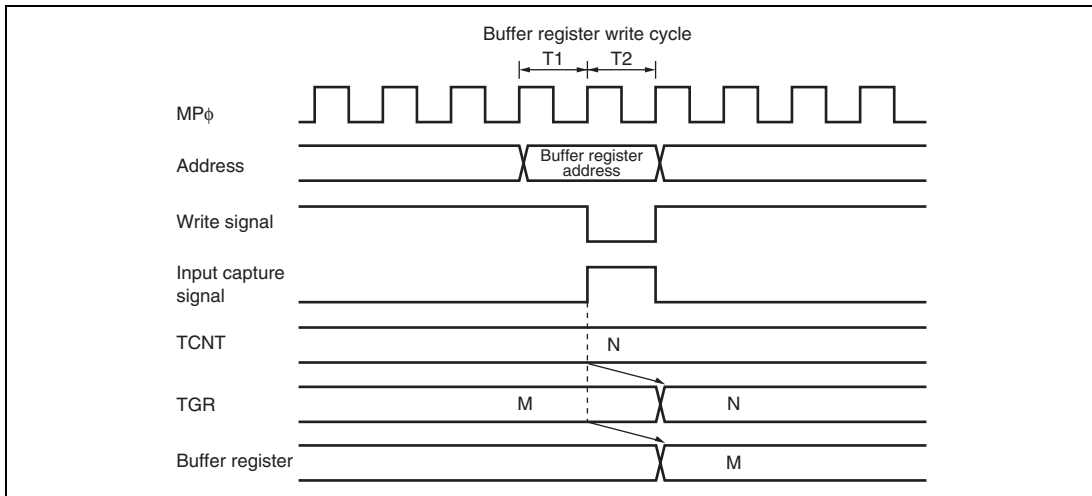 Buffer register write cycle
T1 T2
MPϕ
Address
Buffer register
address
Write signal
Input capture
signal
TCNT
N
TGR
M
N
Buffer register
M